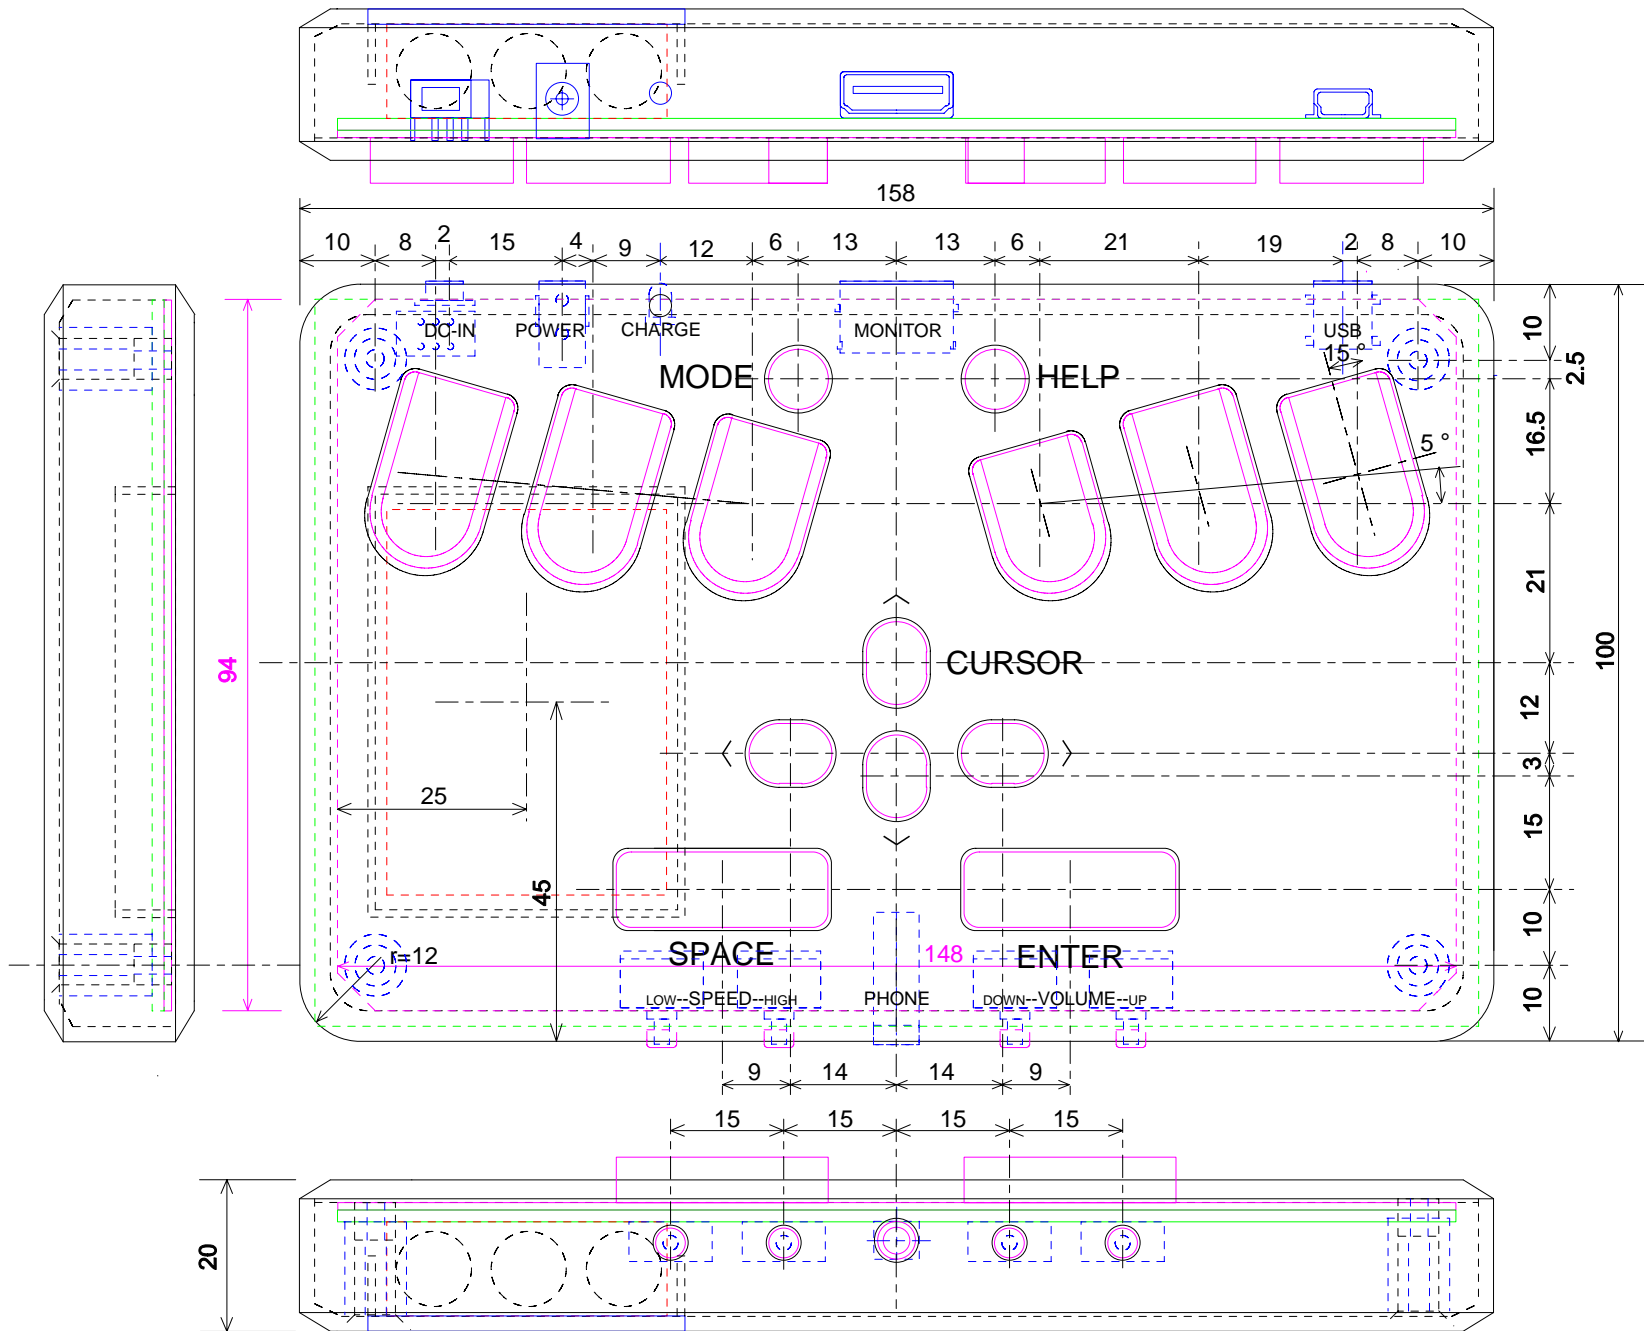 158
10 8 2 15 4 9 12 6 13 13 6 21 19 2 8 10
DC-IN POWER CHARGE MONITOR USB
15 °
10
2.5
MODE HELP
16.5
5 °
21
100
94
CURSOR
12
3
25
15
45
10
SPACE 148 ENTER
r=12
LOW--SPEED--HIGH PHONE DOWN--VOLUME--UP
10
9 14 14 9
15 15 15 15
20